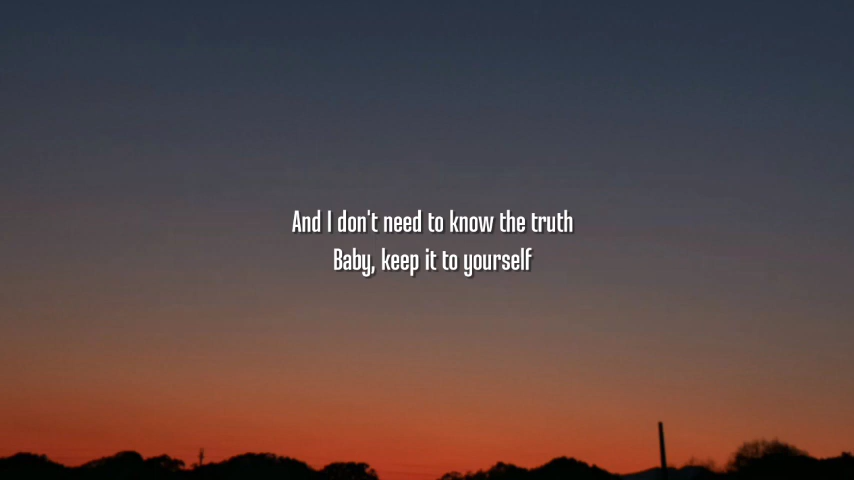 And I don't need to know the truth
Baby, keep it to yourself